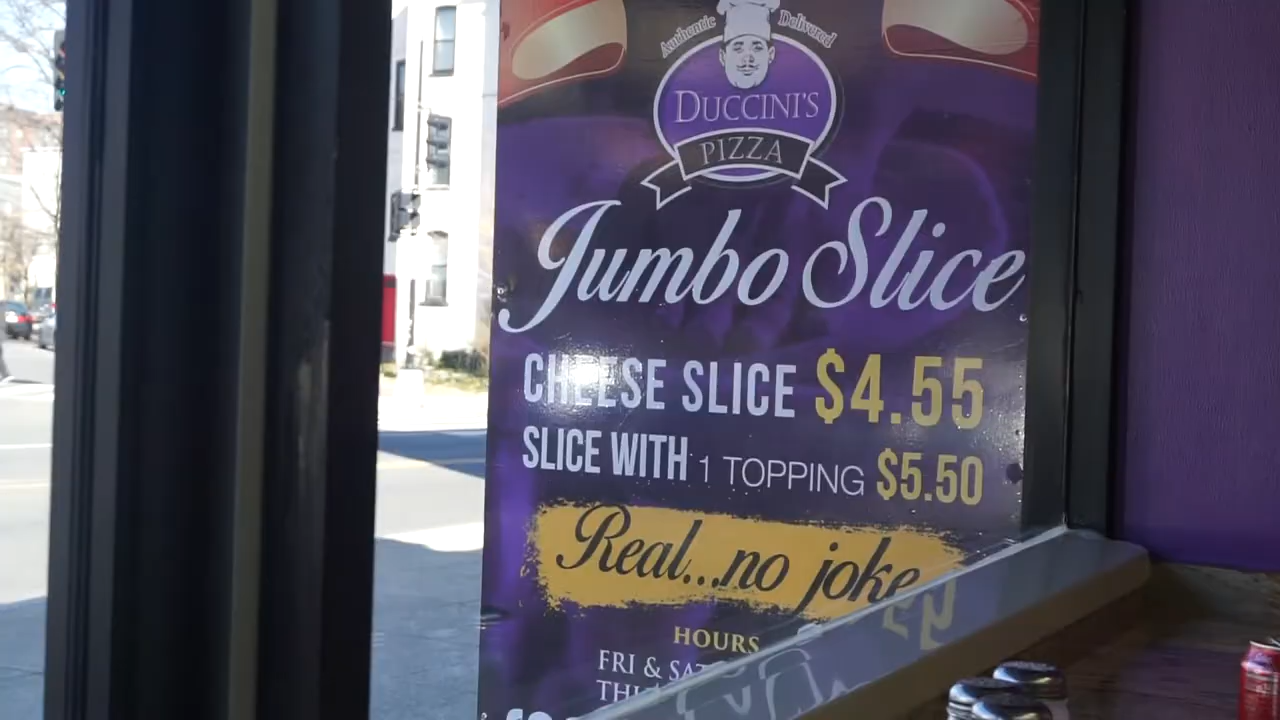 Authentic Delivered
DUCCINI'S
PIZZA
Jumbo Slice
CHEESE SLICE $4.55
SLICE WITH 1 TOPPING $5.50
Real...no joke
HOURS
FRI & SAT